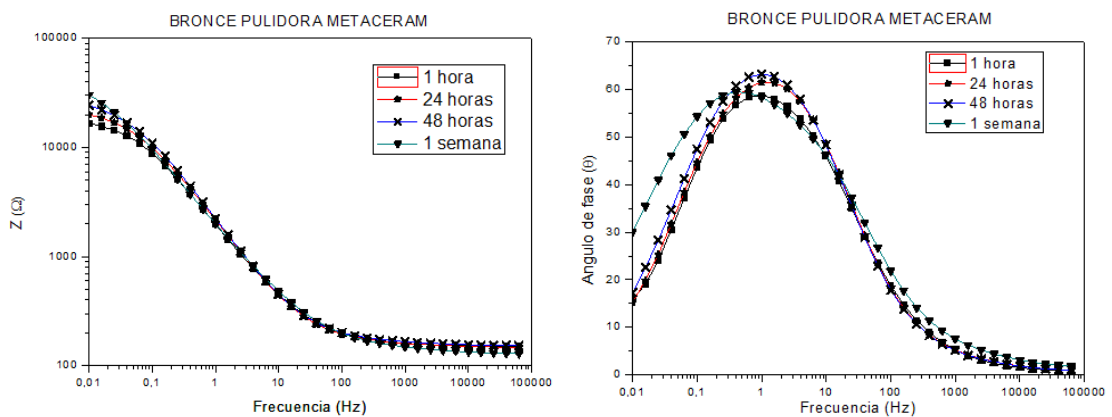 BRONCE PULIDORA METACERAM
100000
10000
1000
100
Z (Ω)
1 hora
24 horas
48 horas
1 semana
0,01 0,1 1 10 100 1000 10000 100000
Frecuencia (Hz)
BRONCE PULIDORA METACERAM
70
60
50
40
30
20
10
0
Angulo de fase (θ)
1 hora
24 horas
48 horas
1 semana
0,01 0,1 1 10 100 1000 10000 100000
Frecuencia (Hz)